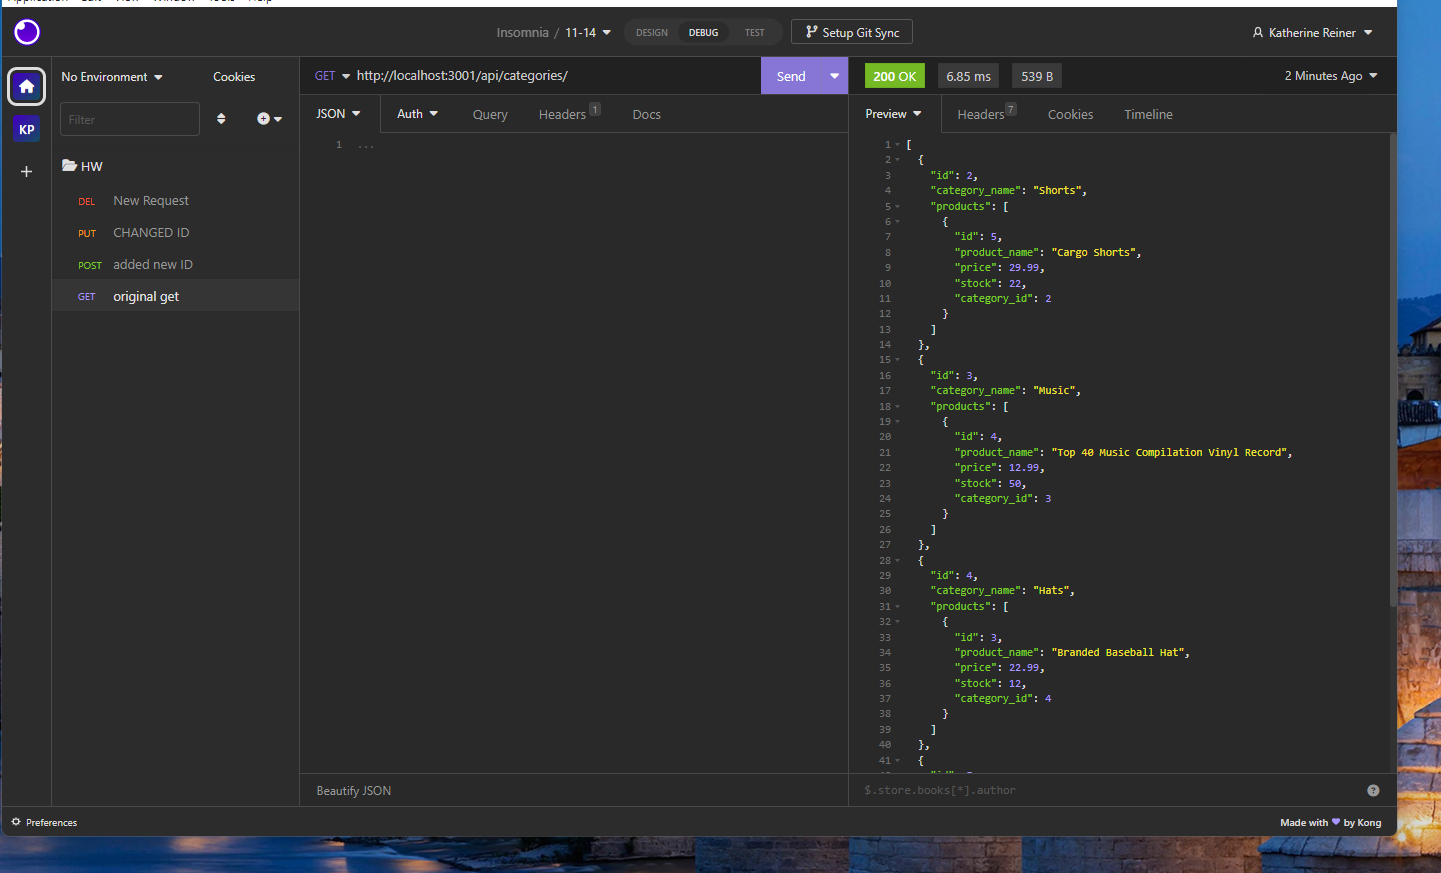 Insomnia / 11-14
DESIGN DEBUG TEST
Setup Git Sync
Katherine Reiner
No Environment
Cookies
GET http://localhost:3001/api/categories/
Send
200 OK
6.85 ms
539 B
2 Minutes Ago
KP
Filter
JSON
Auth
Query
Headers 1
Docs
Preview
Headers 7
Cookies
Timeline
HW
DEL New Request
PUT CHANGED ID
POST added new ID
GET original get
1 ...
1 [
2 {
3 "id": 2,
4 "category_name": "Shorts",
5 "products": [
6 {
7 "id": 5,
8 "product_name": "Cargo Shorts",
9 "price": 29.99,
10 "stock": 22,
11 "category_id": 2
12 }
13 ]
14 },
15 {
16 "id": 3,
17 "category_name": "Music",
18 "products": [
19 {
20 "id": 4,
21 "product_name": "Top 40 Music Compilation Vinyl Record",
22 "price": 12.99,
23 "stock": 50,
24 "category_id": 3
25 }
26 ]
27 },
28 {
29 "id": 4,
30 "category_name": "Hats",
31 "products": [
32 {
33 "id": 3,
34 "product_name": "Branded Baseball Hat",
35 "price": 22.99,
36 "stock": 12,
37 "category_id": 4
38 }
39 ]
40 },
41 {
Beautify JSON
$.store.books[*].author
Preferences
Made with 💜 by Kong